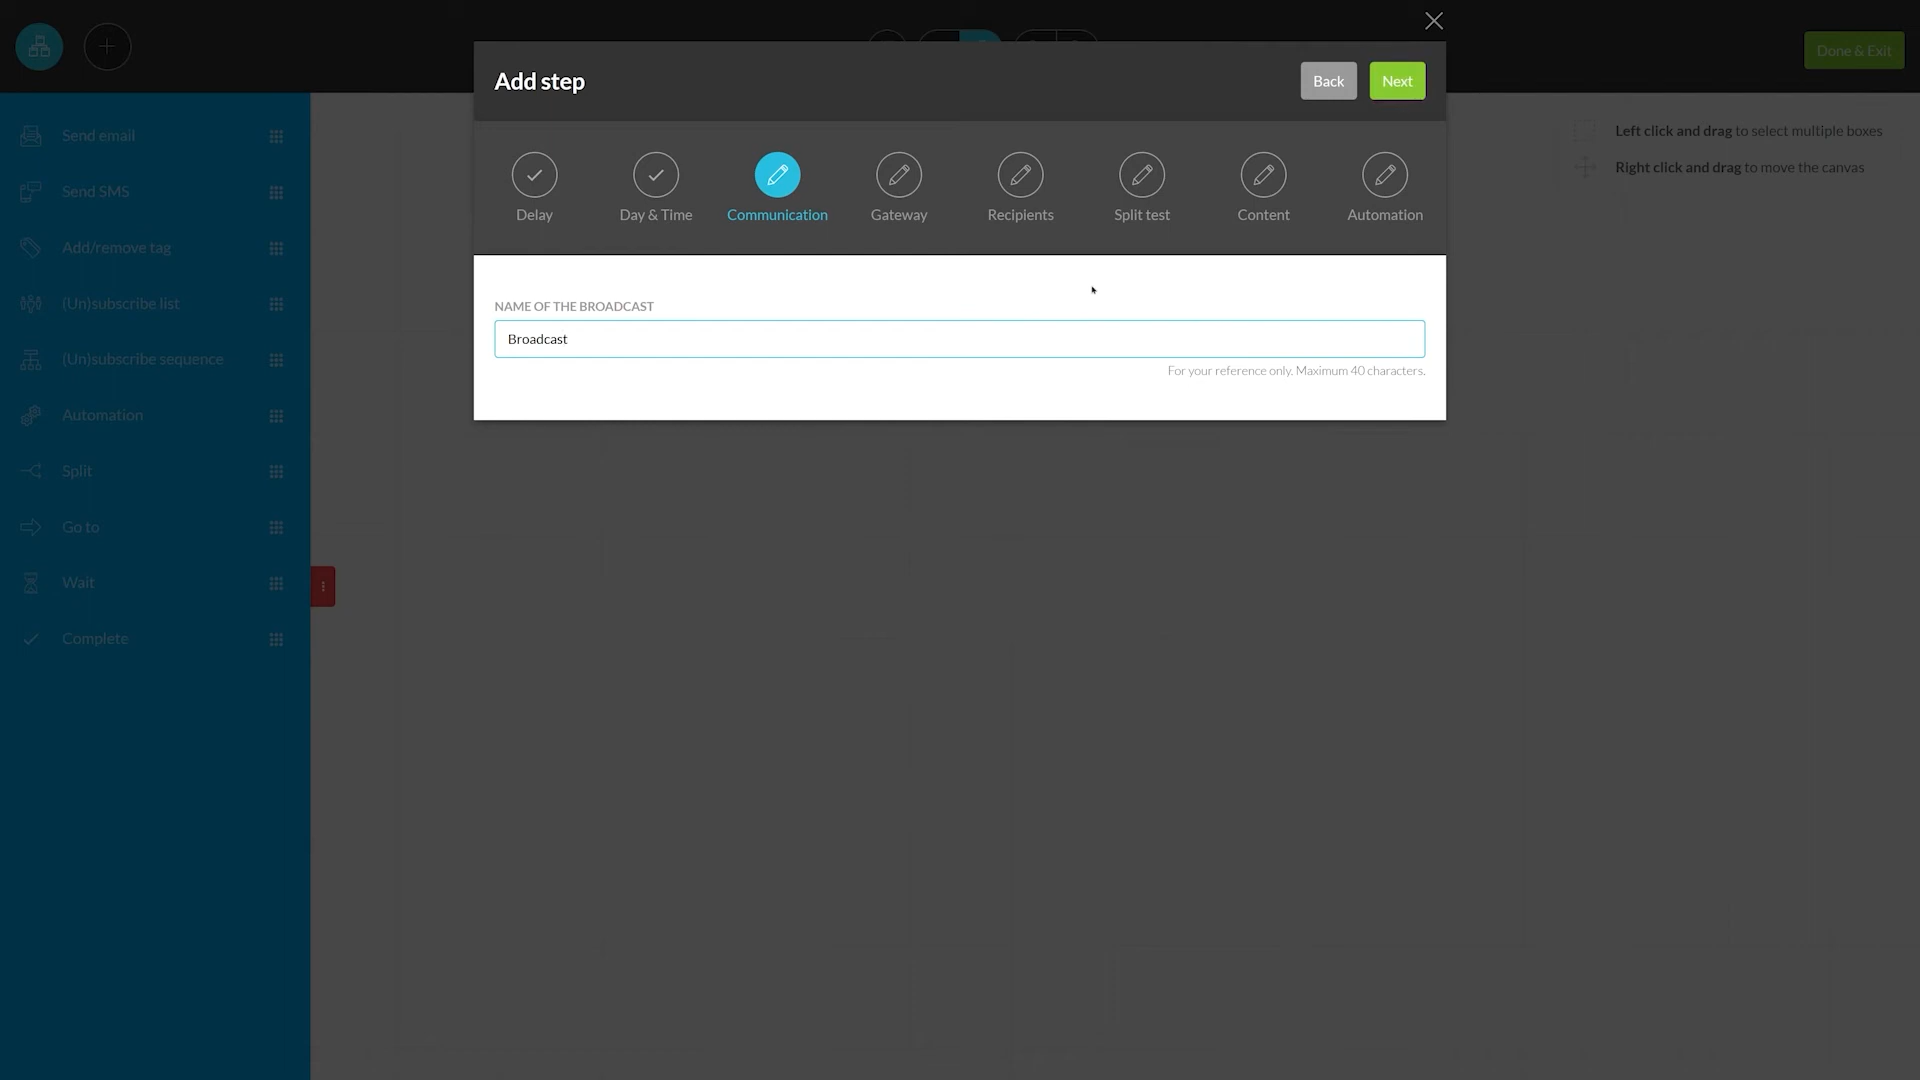 Done & Exit
Add step
Back
Next
Delay
Day & Time
Communication
Gateway
Recipients
Split test
Content
Automation
NAME OF THE BROADCAST
Broadcast
For your reference only. Maximum 40 characters.
Send email
Send SMS
Add/remove tag
(Un)subscribe list
(Un)subscribe sequence
Automation
Split
Go to
Wait
Complete
Left click and drag to select multiple boxes
Right click and drag to move the canvas